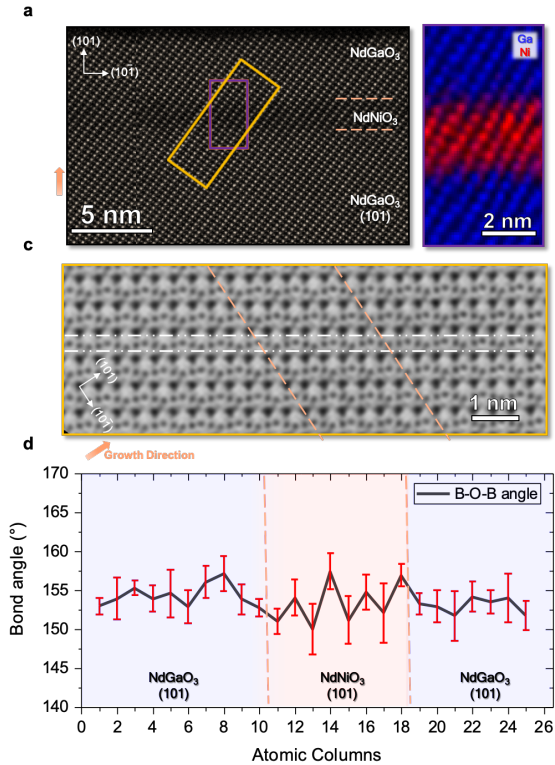 a
(101)
(101̄)
NdGaO₃
NdNiO₃
NdGaO₃
(101)
5 nm
Ga
Ni
2 nm
c
(101)
(101̄)
1 nm
Growth Direction
d
B-O-B angle
Bond angle (°)
170
165
160
155
150
145
140
NdGaO₃
(101)
NdNiO₃
(101)
NdGaO₃
(101)
0 2 4 6 8 10 12 14 16 18 20 22 24 26
Atomic Columns